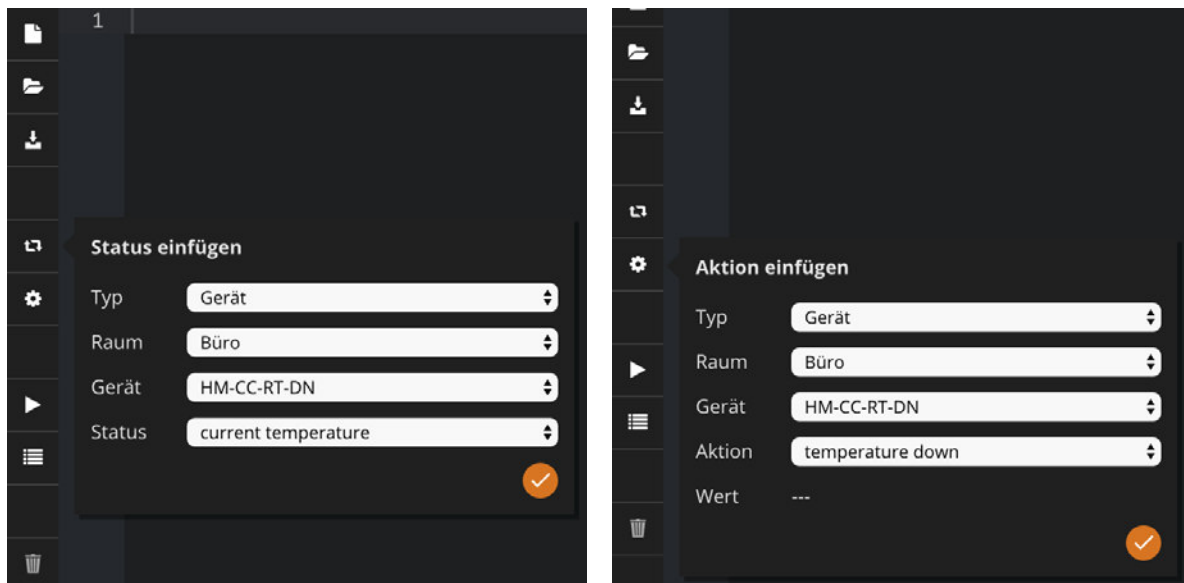 1
Status einfügen
Typ Gerät
Raum Büro
Gerät HM-CC-RT-DN
Status current temperature
Aktion einfügen
Typ Gerät
Raum Büro
Gerät HM-CC-RT-DN
Aktion temperature down
Wert ---